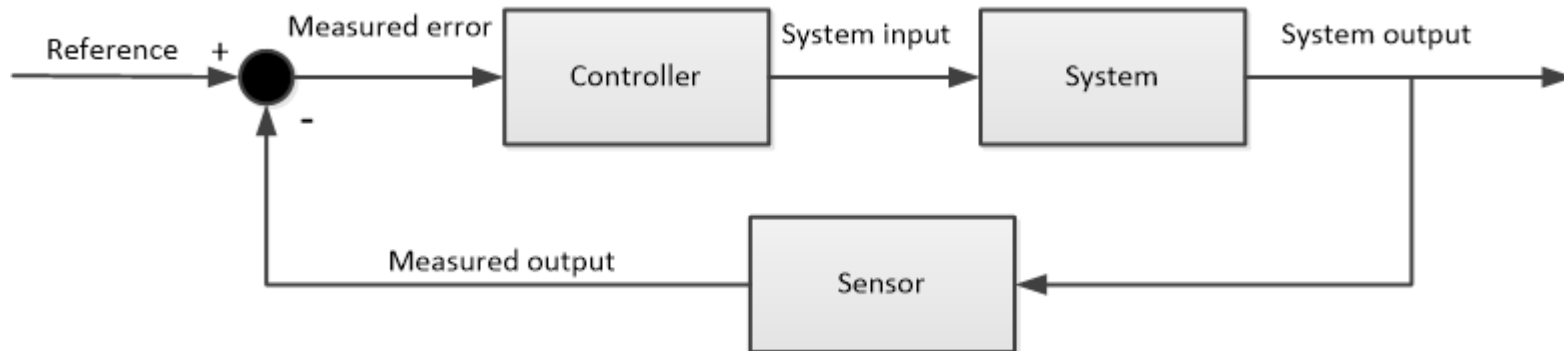 Reference
+
Measured error
Controller
System input
System
System output
-
Measured output
Sensor